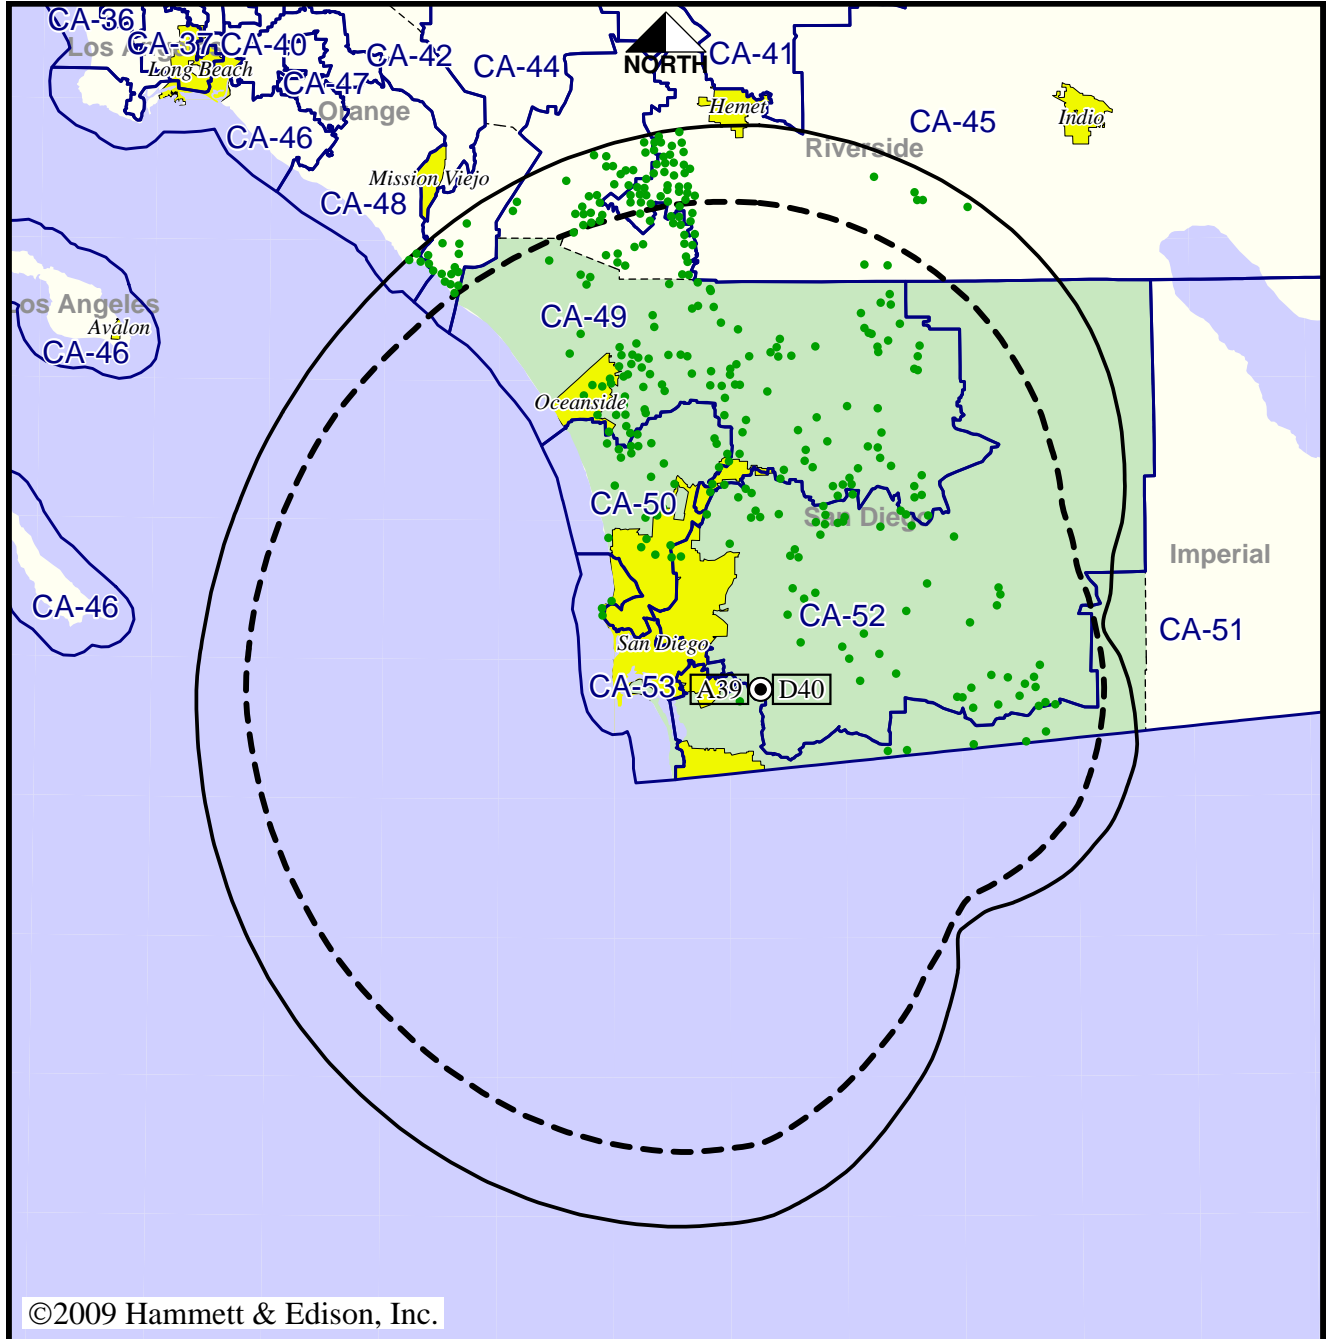 CA-36
Los Angeles
CA-37
CA-40
CA-42
CA-44
NORTH
CA-41
Long Beach
CA-47
Orange
Hemet
CA-45
Indio
CA-46
Riverside
Mission Viejo
CA-48
Los Angeles
Avalon
CA-46
CA-49
Oceanside
CA-50
San Diego
Imperial
CA-46
CA-52
CA-51
San Diego
CA-53
A39
D40
©2009 Hammett & Edison, Inc.